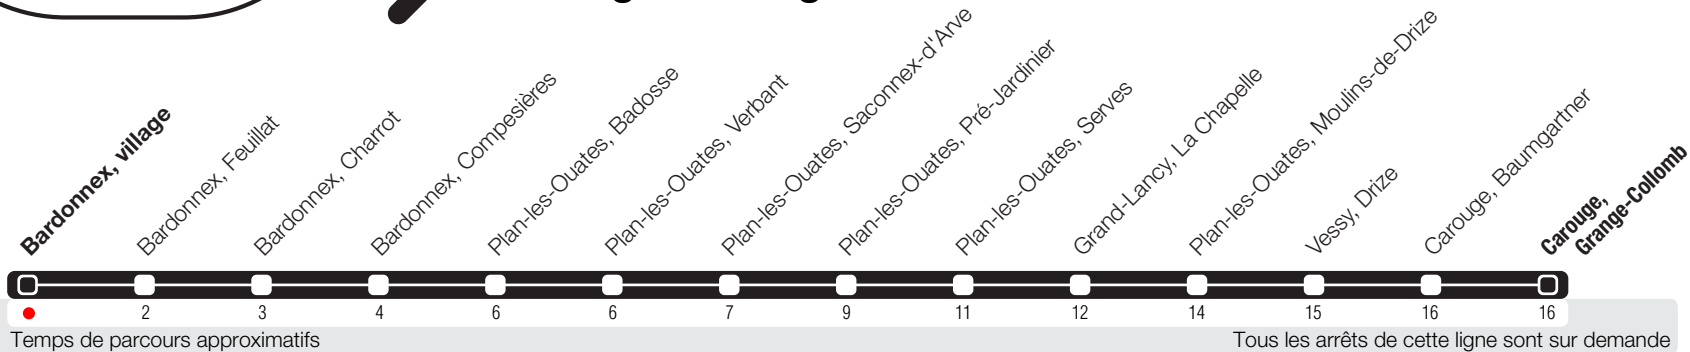 Bardonnex, village
Bardonnex, Feuillat
Bardonnex, Charrot
Bardonnex, Compesières
Plan-les-Ouates, Badosse
Plan-les-Ouates, Verbant
Plan-les-Ouates, Saconnex-d'Arve
Plan-les-Ouates, Pré-Jardinier
Plan-les-Ouates, Serves
Grand-Lancy, La Chapelle
Plan-les-Ouates, Moulins-de-Drize
Vessy, Drize
Carouge, Baumgartner
Carouge,
Grange-Collomb
2 3 4 6 6 7 9 11 12 14 15 16 16
Temps de parcours approximatifs
Tous les arrêts de cette ligne sont sur demande